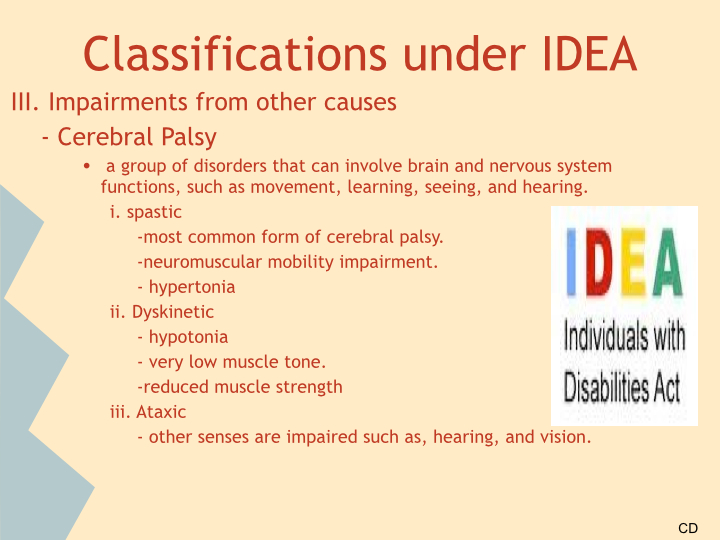 Classifications under IDEA
III. Impairments from other causes
- Cerebral Palsy
• a group of disorders that can involve brain and nervous system
functions, such as movement, learning, seeing, and hearing.
i. spastic
-most common form of cerebral palsy.
-neuromuscular mobility impairment.
- hypertonia
ii. Dyskinetic
- hypotonia
- very low muscle tone.
-reduced muscle strength
iii. Ataxic
- other senses are impaired such as, hearing, and vision.
IDEA
Individuals with
Disabilities Act
CD